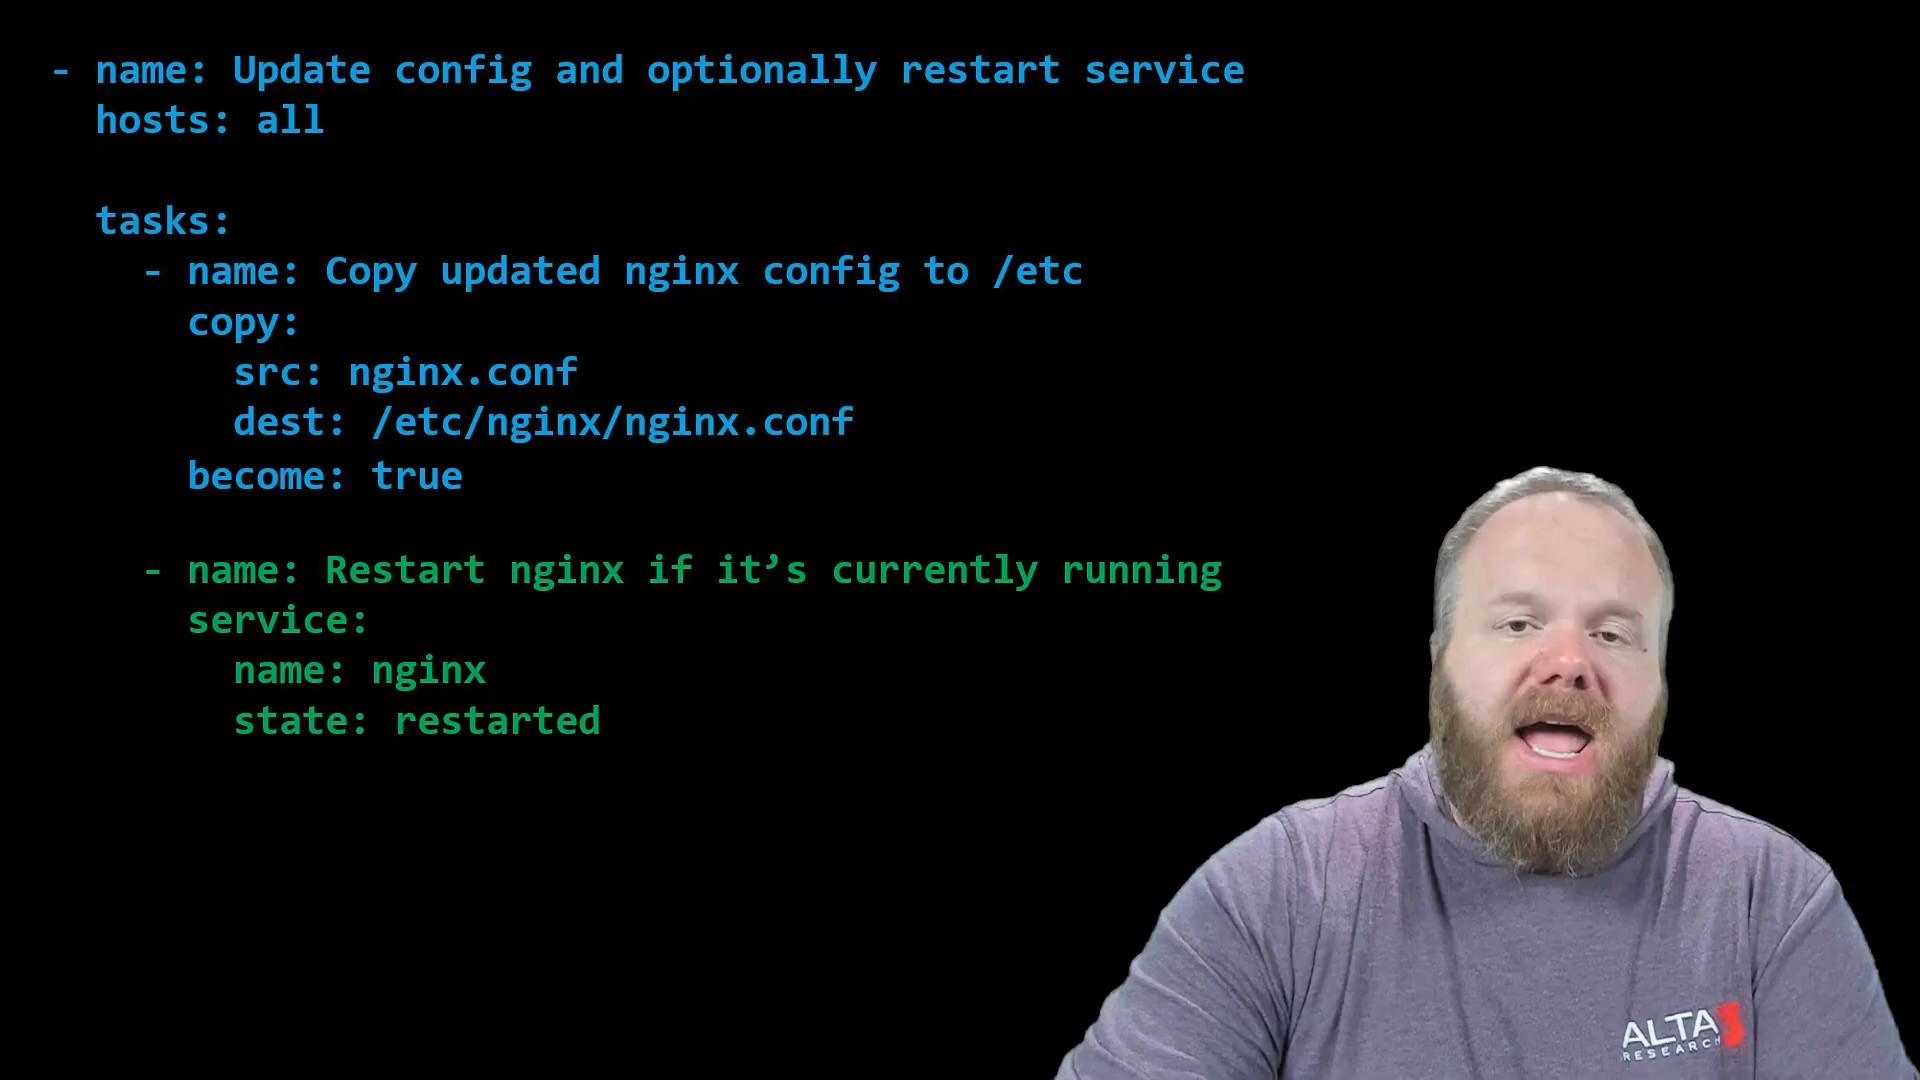 - name: Update config and optionally restart service
hosts: all
tasks:
- name: Copy updated nginx config to /etc
copy:
src: nginx.conf
dest: /etc/nginx/nginx.conf
become: true
- name: Restart nginx if it’s currently running
service:
name: nginx
state: restarted
ALTA3
RESEARCH